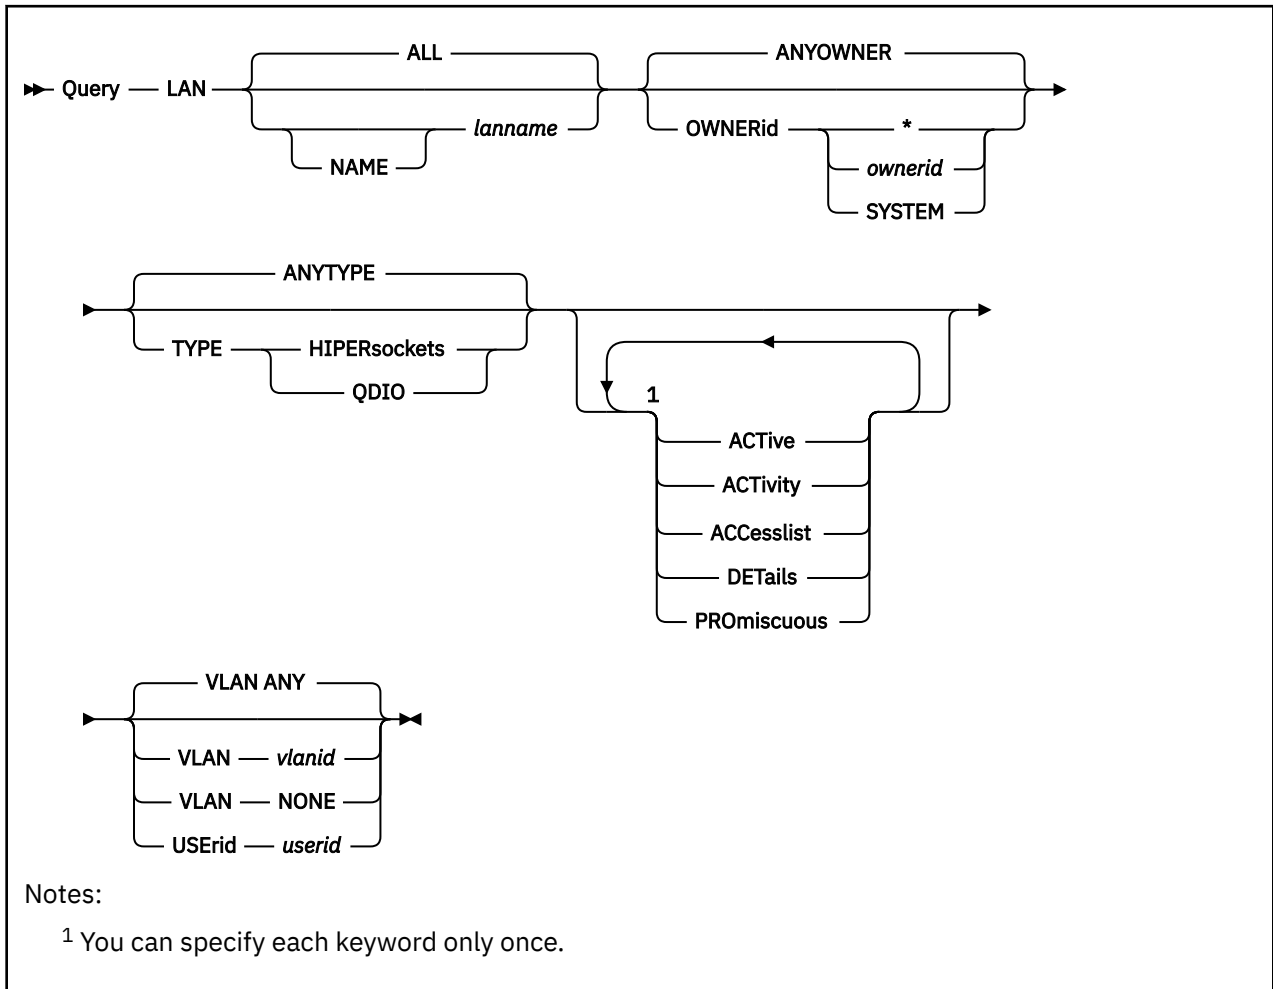 ALL
ANYOWNER
Query LAN
lanname
OWNERid
*
NAME
ownerid
SYSTEM
ANYTYPE
TYPE
HIPERsockets
QDIO
1
ACTive
ACTivity
ACCesslist
DETails
PROmiscuous
VLAN ANY
VLAN vlanid
VLAN NONE
USErid userid
Notes:
1 You can specify each keyword only once.